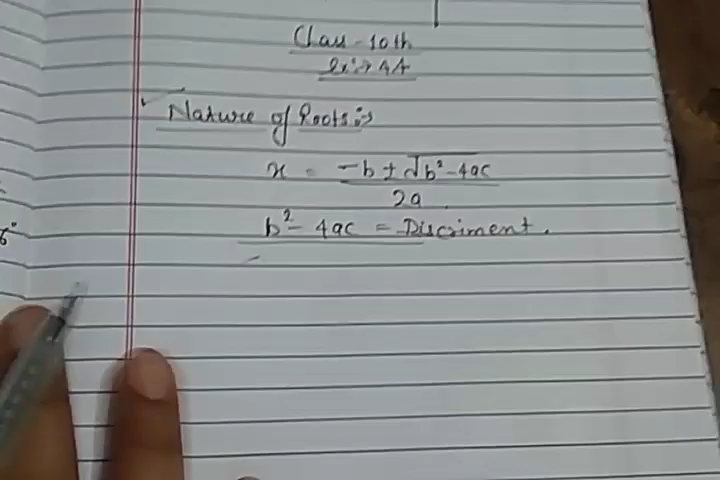 Class - 10th
Ex:→ 4.4
Nature of Roots:→
x = -b ± √b² - 4ac
2a
b² - 4ac = Discriment.